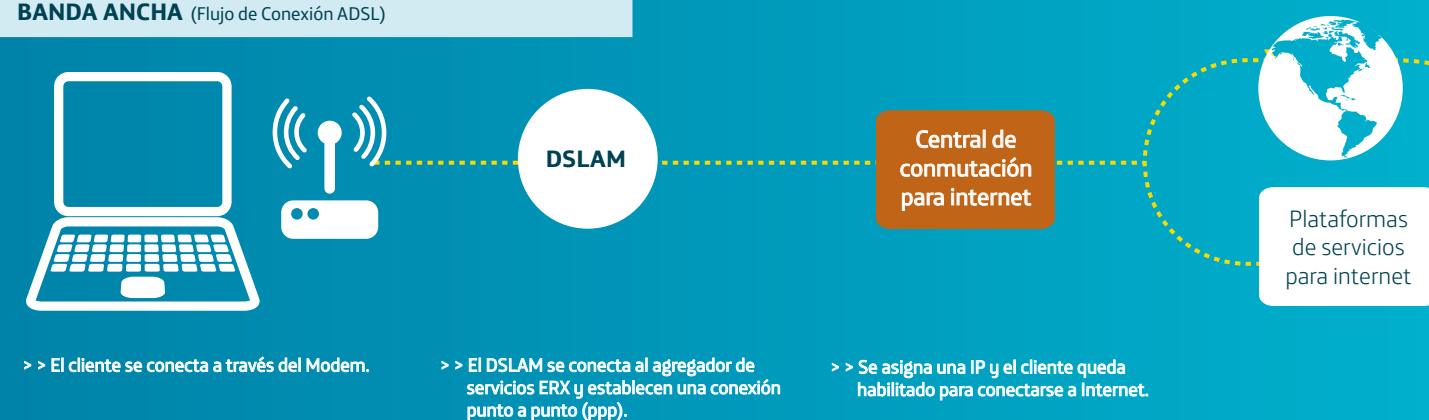 BANDA ANCHA (Flujo de Conexión ADSL)
DSLAM
Central de
conmutación
para internet
Plataformas
de servicios
para internet
> > El cliente se conecta a través del Modem.
> > El DSLAM se conecta al agregador de
servicios ERX y establecen una conexión
punto a punto (ppp).
> > Se asigna una IP y el cliente queda
habilitado para conectarse a Internet.